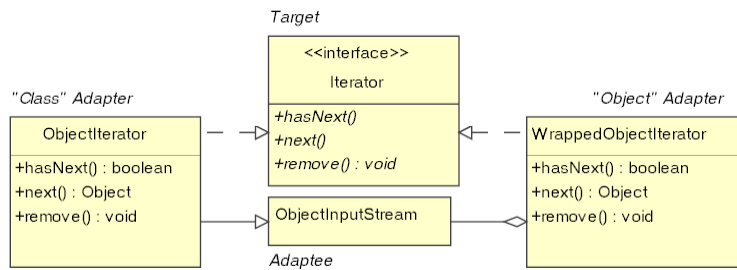 Target
<<interface>>
Iterator
+hasNext()
+next()
+remove() : void
"Class" Adapter
ObjectIterator
+hasNext() : boolean
+next() : Object
+remove() : void
"Object" Adapter
WrappedObjectIterator
+hasNext() : boolean
+next() : Object
+remove() : void
ObjectInputStream
Adaptee